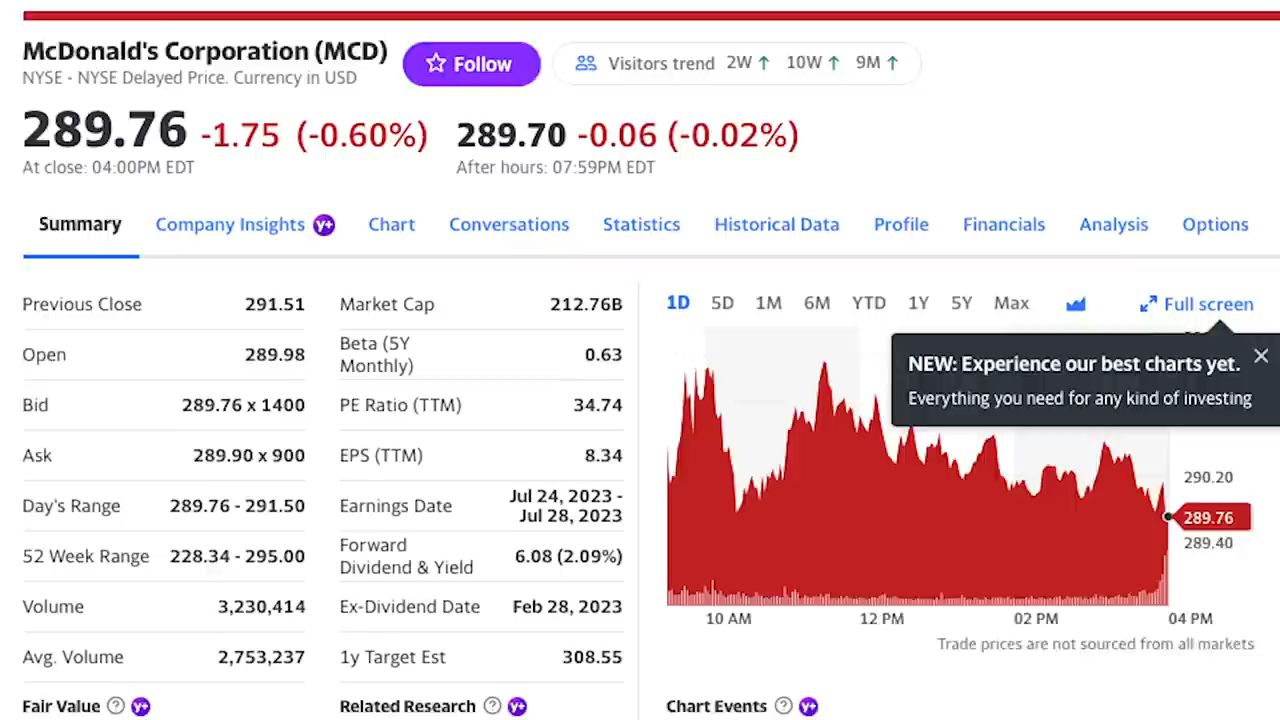 McDonald's Corporation (MCD)
NYSE - NYSE Delayed Price. Currency in USD
Follow
Visitors trend 2W ↑ 10W ↑ 9M ↑
289.76 -1.75 (-0.60%) 289.70 -0.06 (-0.02%)
At close: 04:00PM EDT After hours: 07:59PM EDT
Summary Company Insights y+ Chart Conversations Statistics Historical Data Profile Financials Analysis Options
Previous Close 291.51
Open 289.98
Bid 289.76 x 1400
Ask 289.90 x 900
Day's Range 289.76 - 291.50
52 Week Range 228.34 - 295.00
Volume 3,230,414
Avg. Volume 2,753,237
Fair Value ? y+
Market Cap 212.76B
Beta (5Y
Monthly) 0.63
PE Ratio (TTM) 34.74
EPS (TTM) 8.34
Earnings Date Jul 24, 2023 -
Jul 28, 2023
Forward
Dividend & Yield 6.08 (2.09%)
Ex-Dividend Date Feb 28, 2023
1y Target Est 308.55
Related Research ? y+
1D 5D 1M 6M YTD 1Y 5Y Max Full screen
NEW: Experience our best charts yet.
Everything you need for any kind of investing
290.20
289.76
289.40
10 AM 12 PM 02 PM 04 PM
Trade prices are not sourced from all markets
Chart Events ? y+